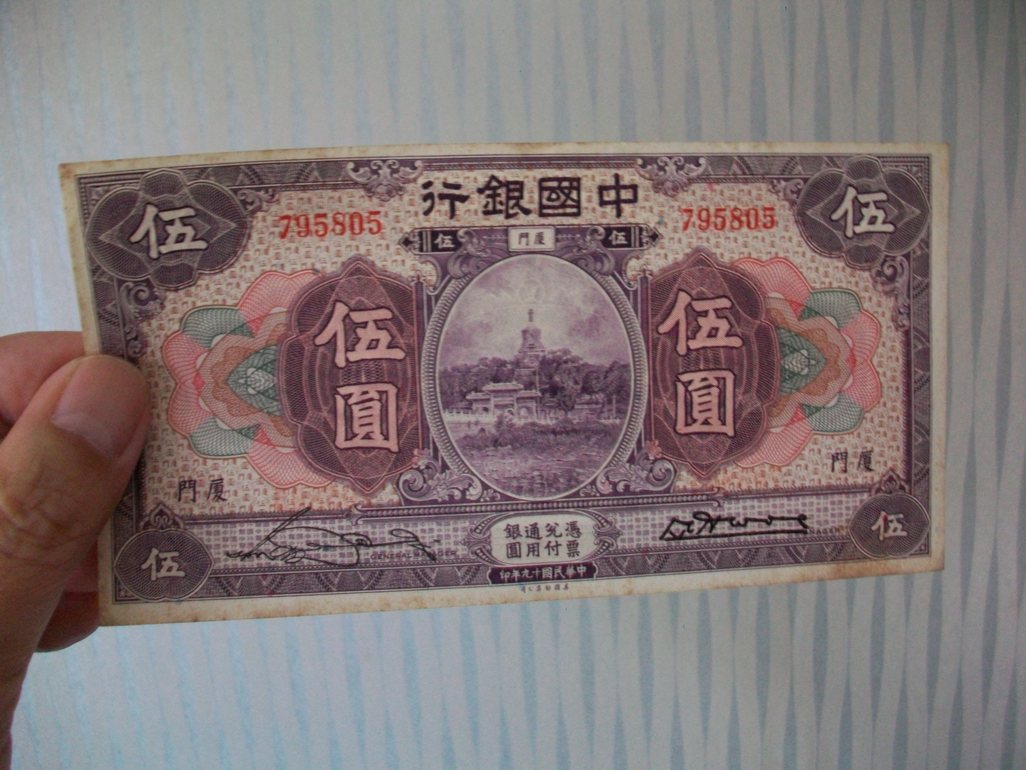 中國銀行
795805
795805
伍
伍
伍
廈門
伍
伍圓
伍圓
廈門
廈門
憑票兌付通用銀圓
GENERAL MANAGER
伍
伍
中華民國十九年印